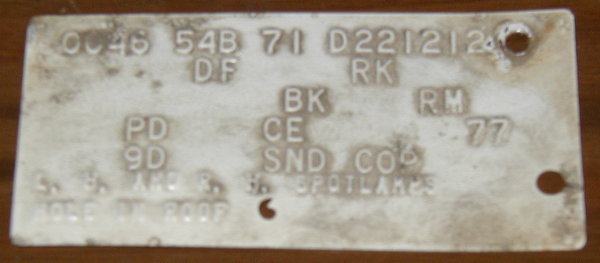 0046 54B 71 D221212
DF RK
BK RM
PD CE 77
9D SND CO6
L. H. AND R. H. SPOTLAMPS
HOLE IN ROOF